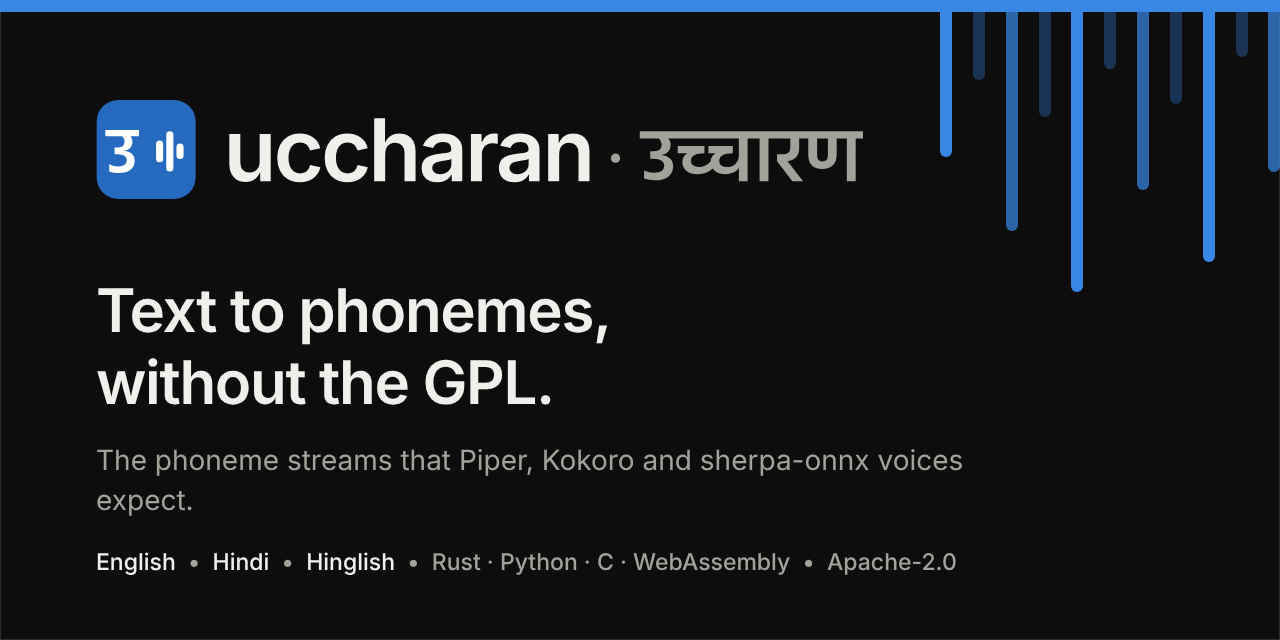 उ
uccharan · उच्चारण
Text to phonemes,
without the GPL.
The phoneme streams that Piper, Kokoro and sherpa-onnx voices
expect.
English • Hindi • Hinglish • Rust · Python · C · WebAssembly • Apache-2.0